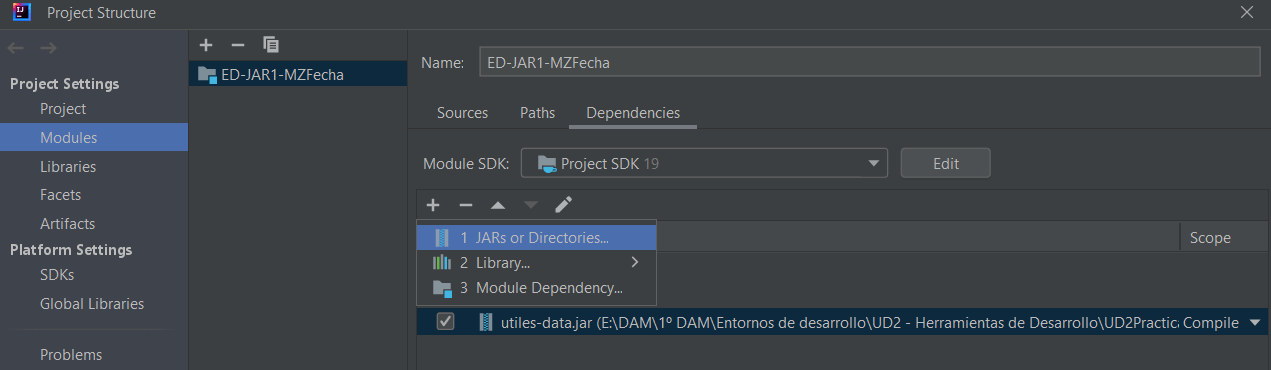 Project Structure
Project Settings
Project
Modules
Libraries
Facets
Artifacts
Platform Settings
SDKs
Global Libraries
Problems
ED-JAR1-MZFecha
Name: ED-JAR1-MZFecha
Sources Paths Dependencies
Module SDK: Project SDK 19 Edit
Scope
1 JARs or Directories...
2 Library...
3 Module Dependency...
utiles-data.jar (E:\DAM\1º DAM\Entornos de desarrollo\UD2 - Herramientas de Desarrollo\UD2Practica Compile